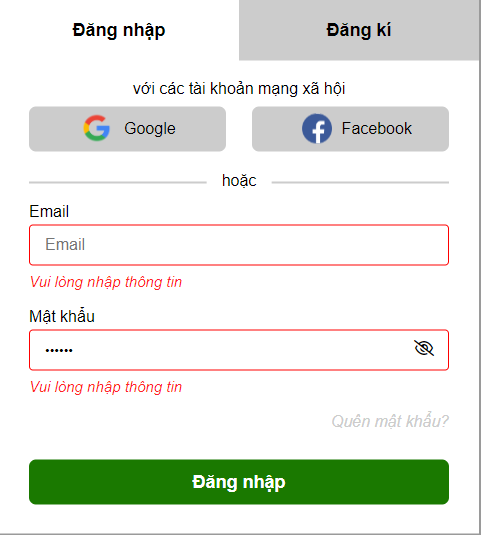 Đăng nhập
Đăng kí
với các tài khoản mạng xã hội
Google
Facebook
hoặc
Email
Email
Vui lòng nhập thông tin
Mật khẩu
••••••
Vui lòng nhập thông tin
Quên mật khẩu?
Đăng nhập